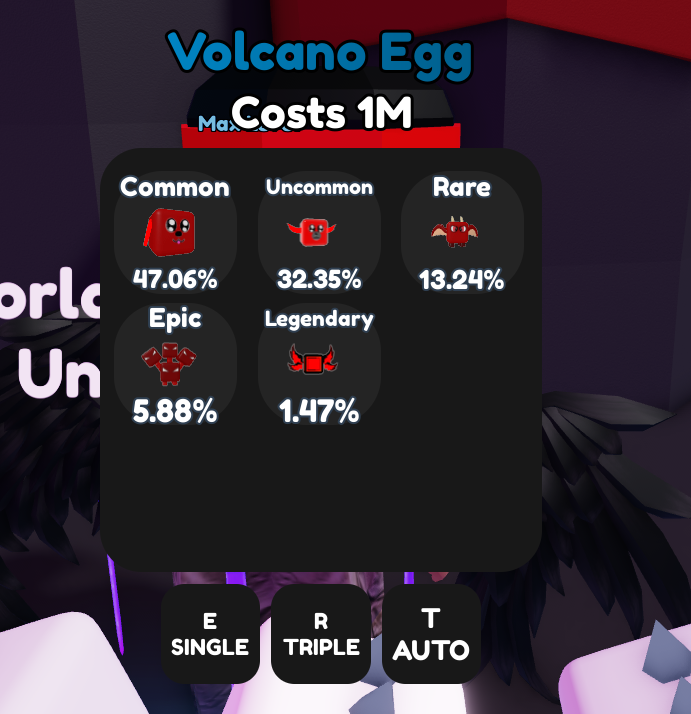 Volcano Egg
Costs 1M
Common
Uncommon
Rare
47.06%
32.35%
13.24%
Epic
Legendary
5.88%
1.47%
E
SINGLE
R
TRIPLE
T
AUTO